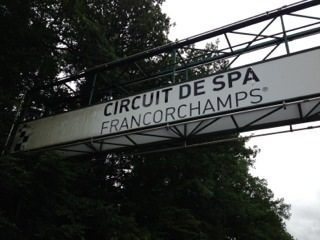 CIRCUIT DE SPA
FRANCORCHAMPS®